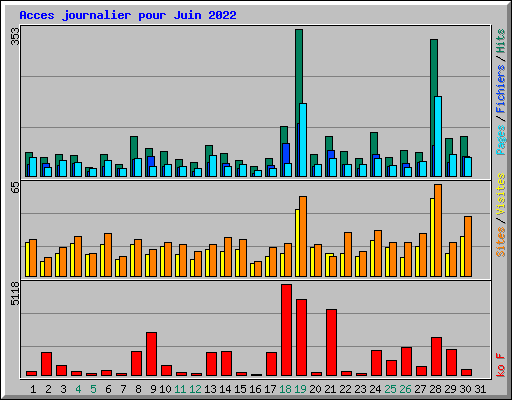 Acces journalier pour Juin 2022
353
65
5118
Pages / Fichiers / Hits
Sites / Visites
ko F
1 2 3 4 5 6 7 8 9 10 11 12 13 14 15 16 17 18 19 20 21 22 23 24 25 26 27 28 29 30 31